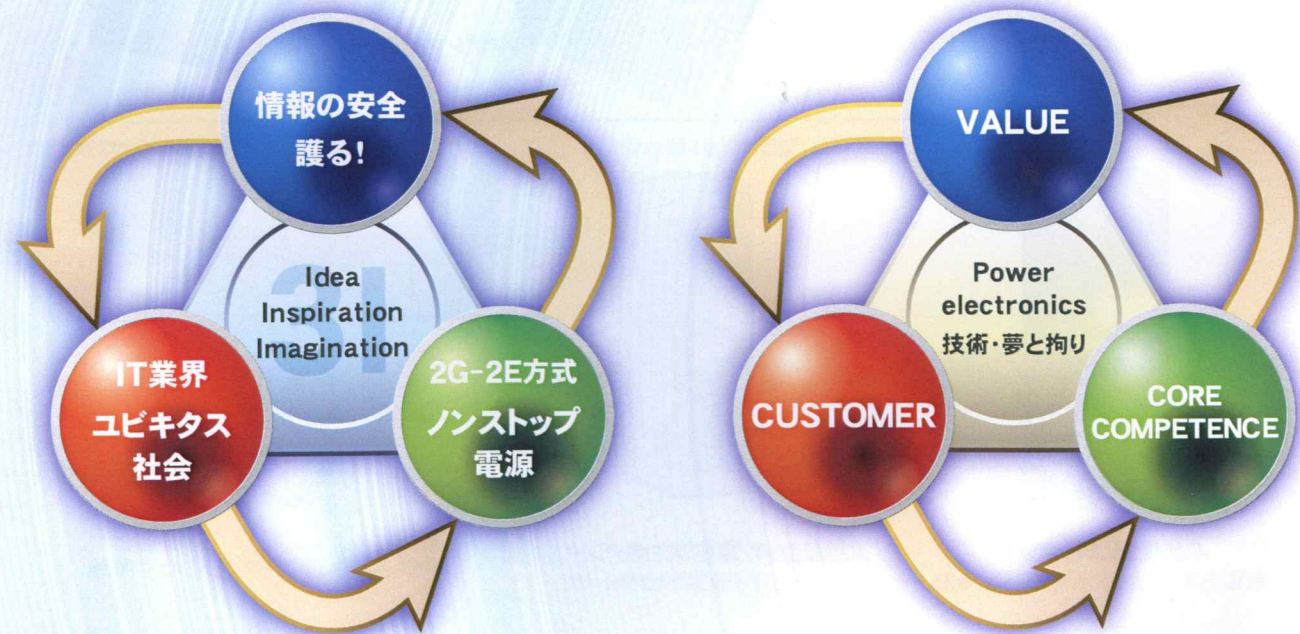 情報の安全
護る!
3I
Idea
Inspiration
Imagination
IT業界
ユビキタス
社会
2G-2E方式
ノンストップ
電源
VALUE
Power
electronics
技術・夢と拘り
CUSTOMER
CORE
COMPETENCE